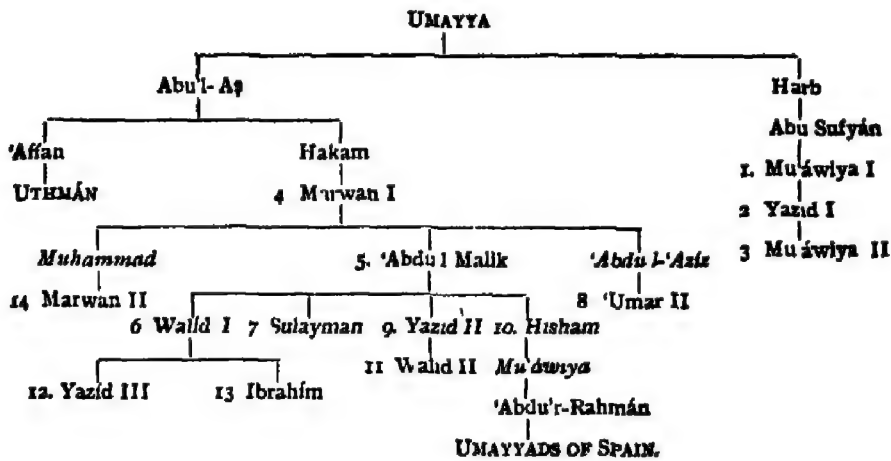 UMAYYA
Abu'l-Aṣ Harb
'Affan Hakam Abu Sufyán
UTHMÁN 4 Marwan I 1. Mu'áwiya I
2 Yazid I
Muhammad 5. 'Abdu l Malik 'Abdu l-'Aziz 3 Mu'áwiya II
14 Marwan II 8 'Umar II
6 Walíd I 7 Sulayman 9. Yazid II 10. Hisham
11 Walid II Mu'áwiya
12. Yazíd III 13 Ibrahím
'Abdu'r-Rahmán
UMAYYADS OF SPAIN.